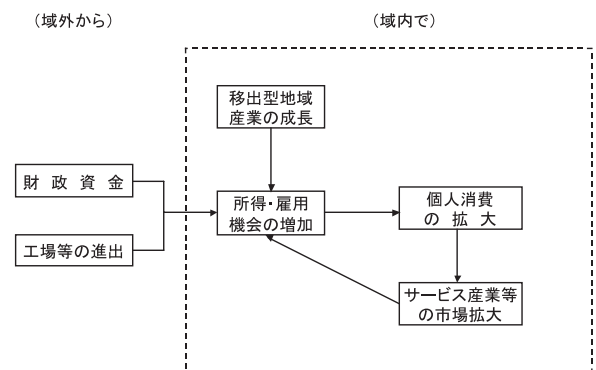 （域外から）
（域内で）
移出型地域
産業の成長
財政資金
所得・雇用
機会の増加
個人消費
の拡大
工場等の進出
サービス産業等
の市場拡大